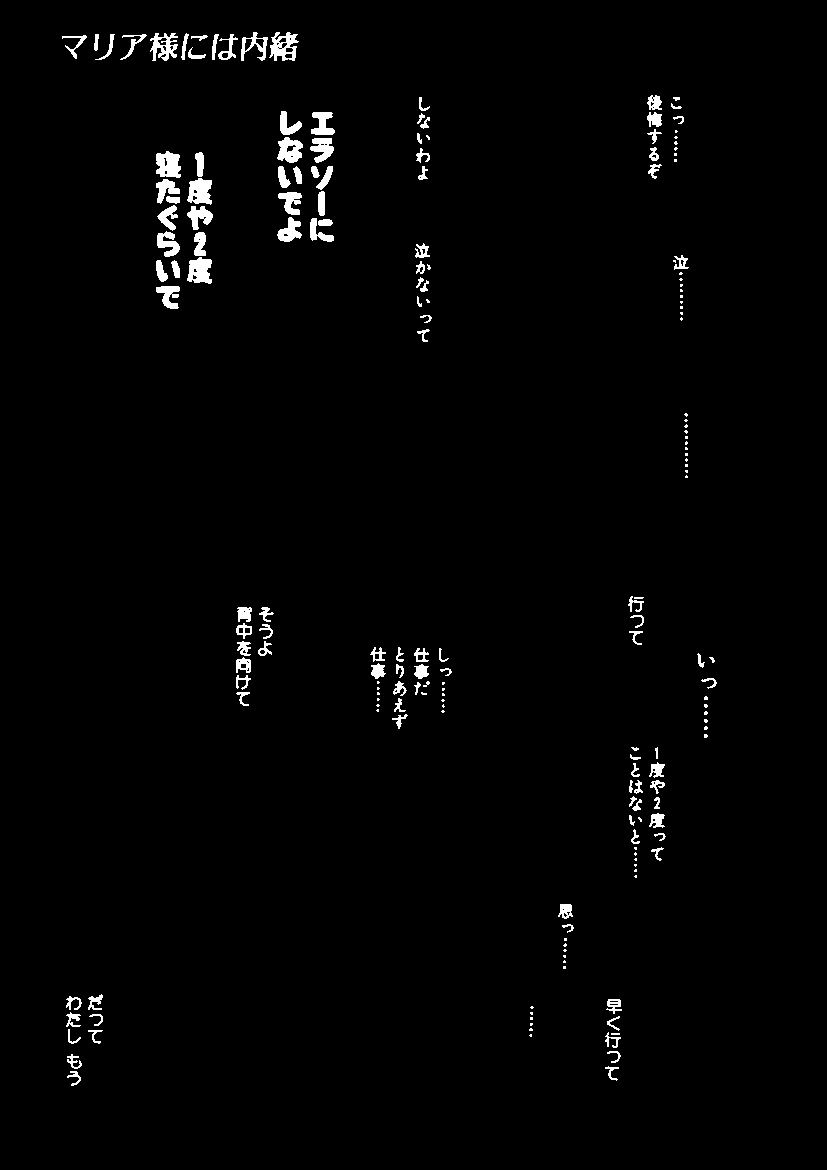 マリア様には内緒
こっ……
後悔するぞ
しないわよ
エラソーに
しないでよ
1度や2度
寝たぐらいで
泣………
泣かないって
…………
行って
いっ……
1度や2度って
ことはないと……
しっ……
仕事だ
とりあえず
仕事……
そうよ
背中を向けて
思っ……
……
早く行って
だって
わたし もう